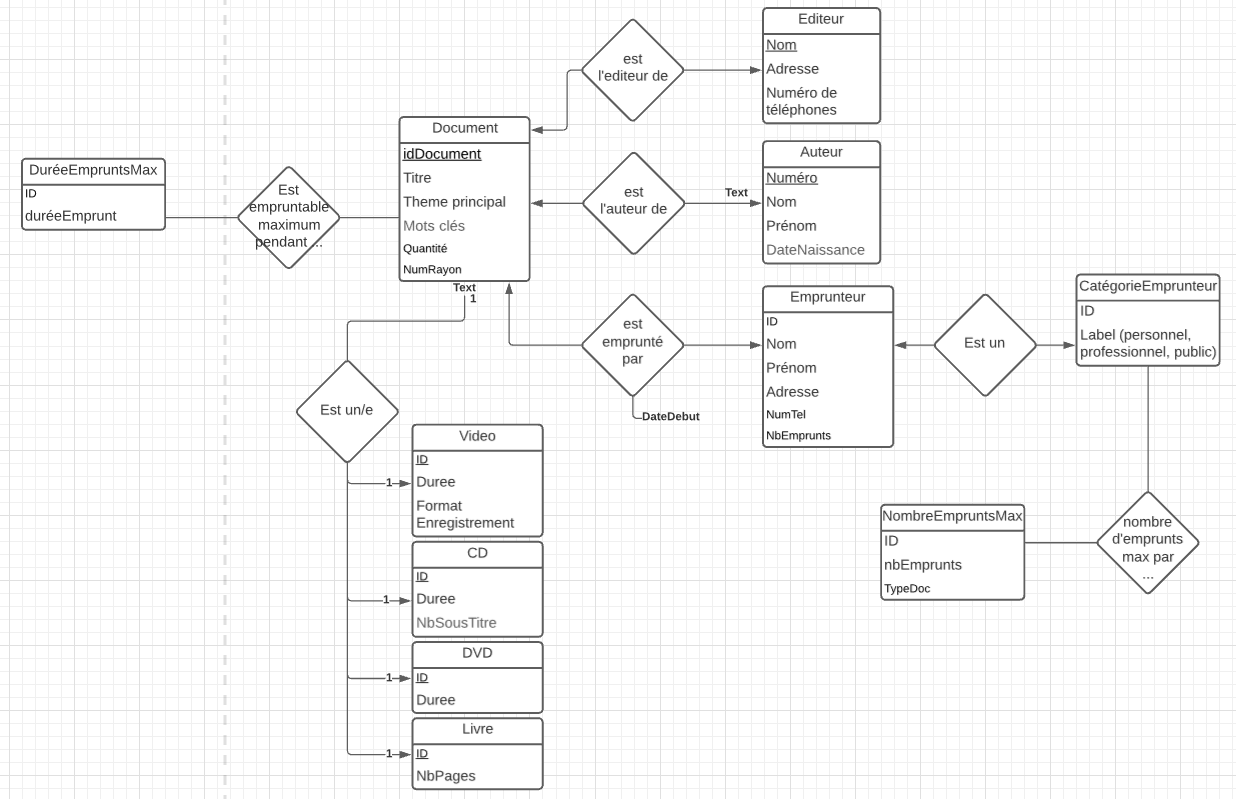 Editeur
Nom
Adresse
Numéro de
téléphones
est
l'editeur de
Document
idDocument
Titre
Theme principal
Mots clés
Quantité
NumRayon
Text
1
DuréeEmpruntsMax
ID
duréeEmprunt
Est
empruntable
maximum
pendant ...
Auteur
Numéro
Nom
Prénom
DateNaissance
est
l'auteur de
Text
Emprunteur
ID
Nom
Prénom
Adresse
NumTel
NbEmprunts
est
emprunté
par
DateDebut
Est un
CatégorieEmprunteur
ID
Label (personnel,
professionnel, public)
Est un/e
Video
ID
Duree
Format
Enregistrement
1
CD
ID
Duree
NbSousTitre
1
DVD
ID
Duree
1
Livre
ID
NbPages
1
NombreEmpruntsMax
ID
nbEmprunts
TypeDoc
nombre
d'emprunts
max par
...